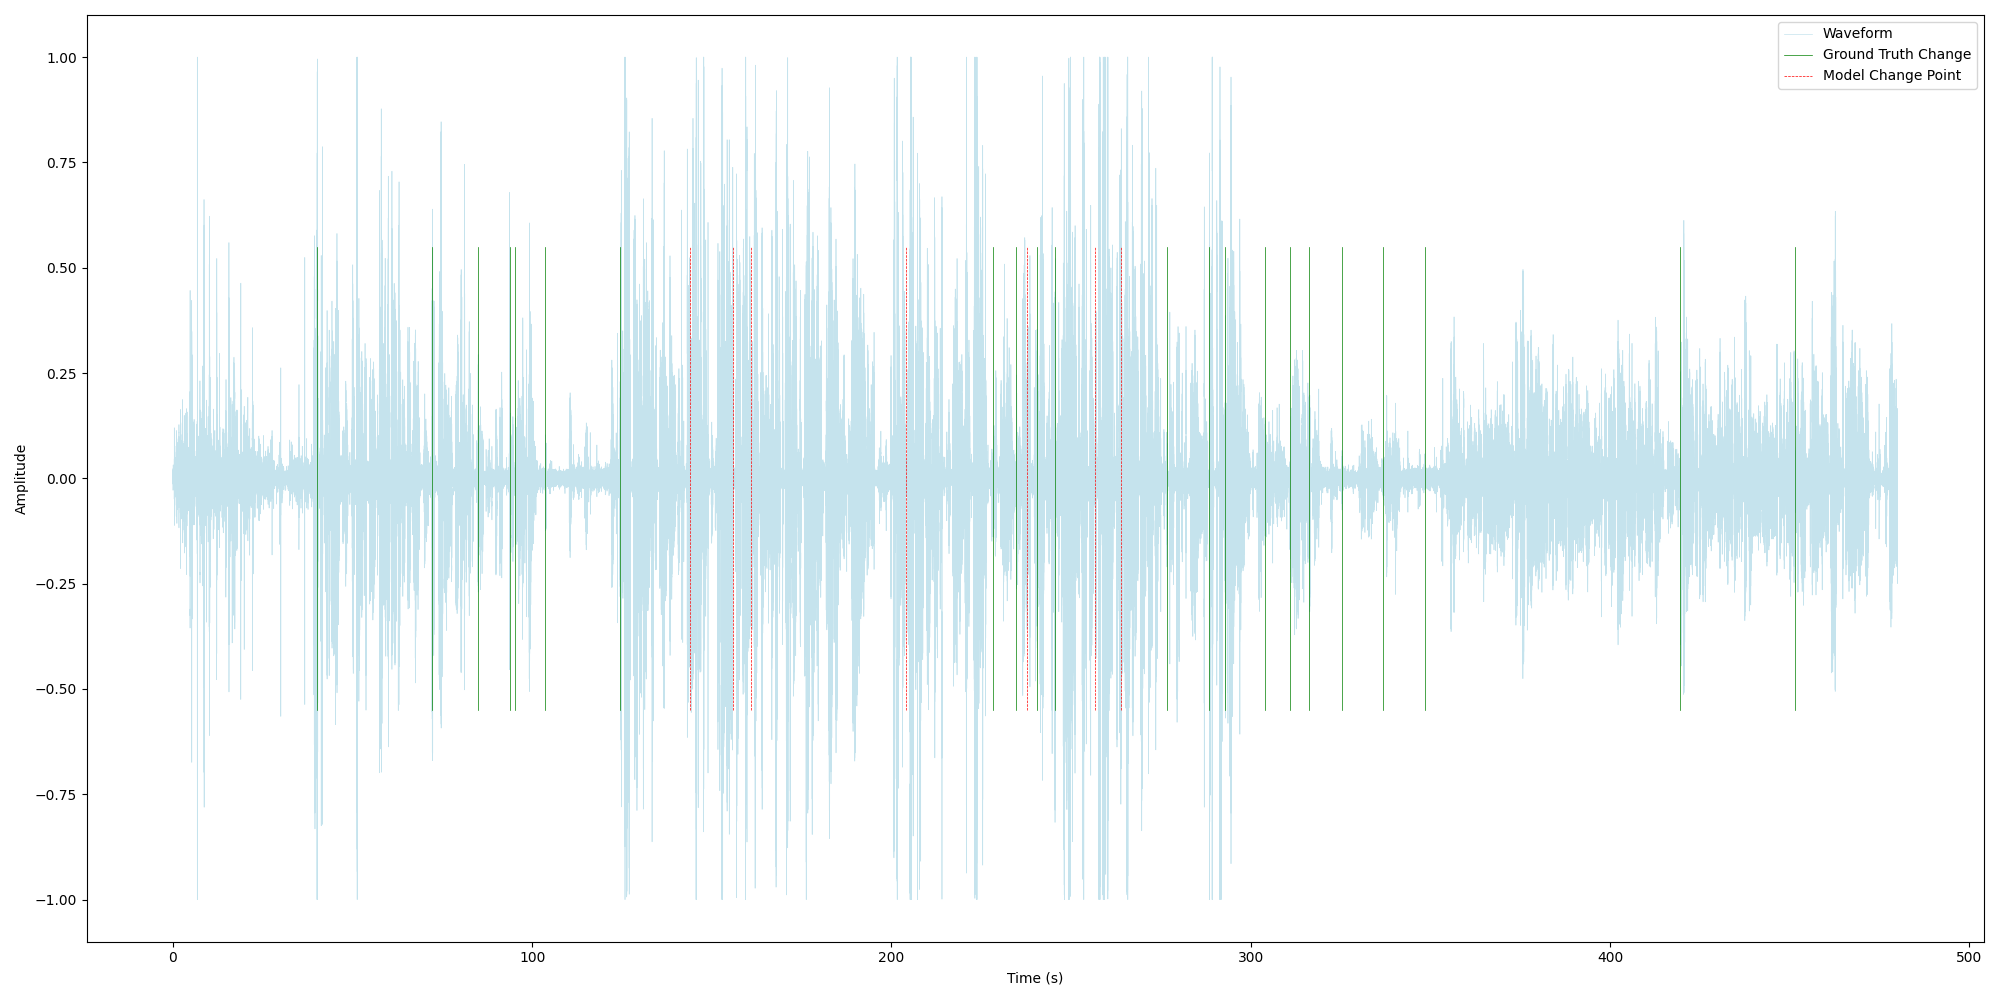 Waveform
Ground Truth Change
Model Change Point
1.00
0.75
0.50
0.25
0.00
−0.25
−0.50
−0.75
−1.00
Amplitude
0 100 200 300 400 500
Time (s)